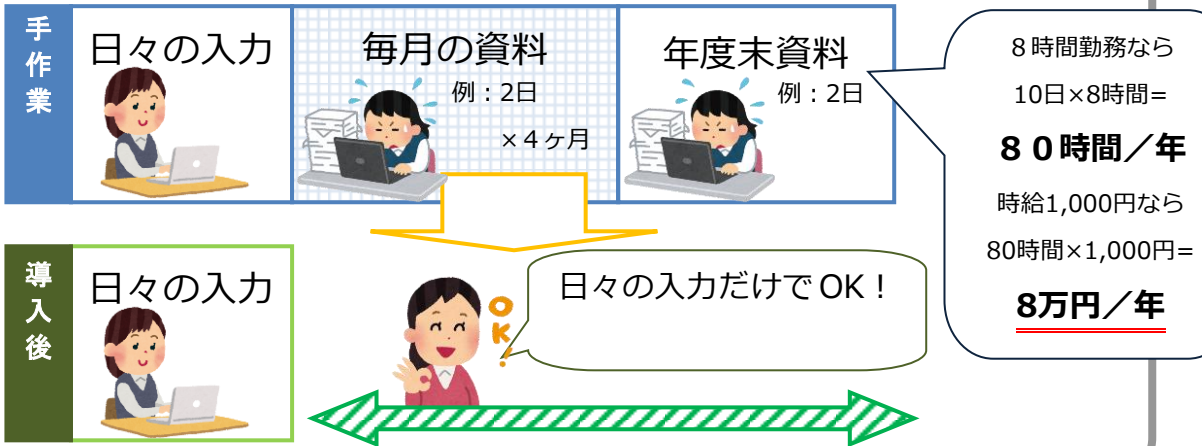 手作業
日々の入力
毎月の資料
例：2日
×４ヶ月
年度末資料
例：2日
８時間勤務なら
10日×8時間=
８０時間／年
時給1,000円なら
80時間×1,000円=
8万円／年
導入後
日々の入力
OK!
日々の入力だけでOK！